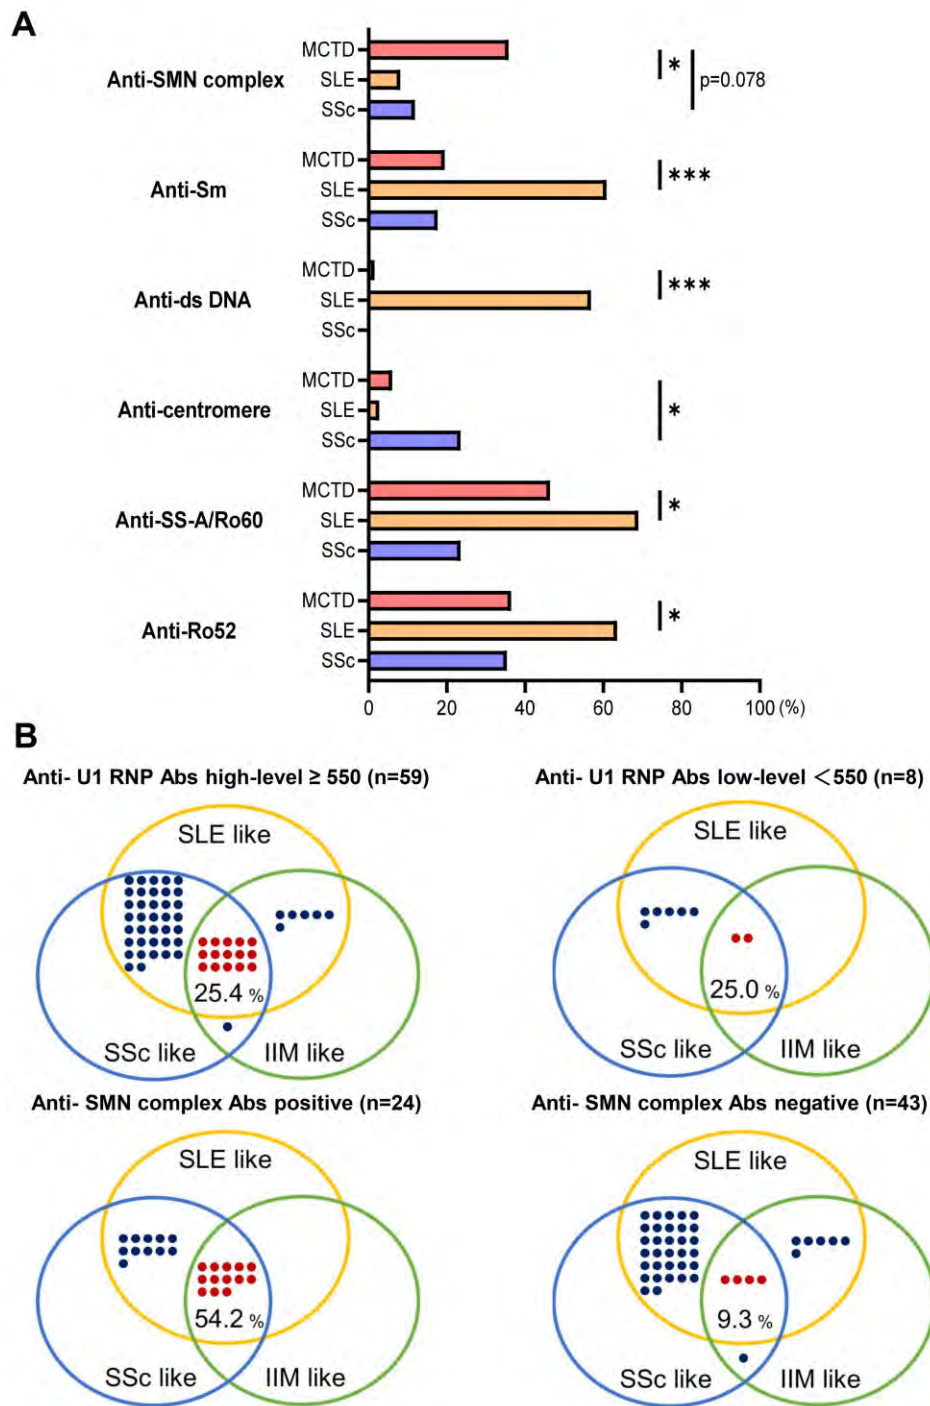 A
Anti-SMN complex
MCTD
SLE
SSc
* p=0.078
Anti-Sm
MCTD
SLE
SSc
***
Anti-ds DNA
MCTD
SLE
SSc
***
Anti-centromere
MCTD
SLE
SSc
*
Anti-SS-A/Ro60
MCTD
SLE
SSc
*
Anti-Ro52
MCTD
SLE
SSc
*
0 20 40 60 80 100 (%)
B
Anti- U1 RNP Abs high-level ≥ 550 (n=59)
SLE like
25.4 %
SSc like
IIM like
Anti- U1 RNP Abs low-level <550 (n=8)
SLE like
25.0 %
SSc like
IIM like
Anti- SMN complex Abs positive (n=24)
SLE like
54.2 %
SSc like
IIM like
Anti- SMN complex Abs negative (n=43)
SLE like
9.3 %
SSc like
IIM like